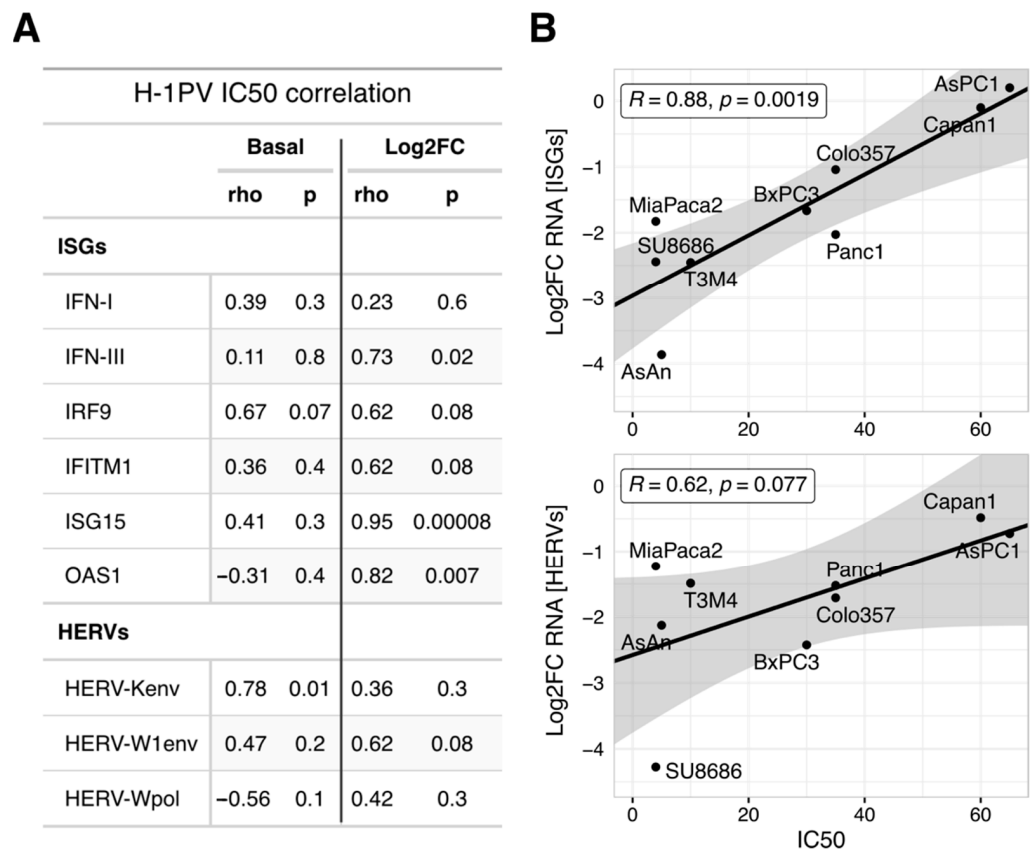 A
H-1PV IC50 correlation
Basal Log2FC
rho p rho p
ISGs
IFN-I 0.39 0.3 0.23 0.6
IFN-III 0.11 0.8 0.73 0.02
IRF9 0.67 0.07 0.62 0.08
IFITM1 0.36 0.4 0.62 0.08
ISG15 0.41 0.3 0.95 0.00008
OAS1 −0.31 0.4 0.82 0.007
HERVs
HERV-Kenv 0.78 0.01 0.36 0.3
HERV-W1env 0.47 0.2 0.62 0.08
HERV-Wpol −0.56 0.1 0.42 0.3
B
Log2FC RNA [ISGs]
0
−1
−2
−3
−4
R = 0.88, p = 0.0019
AsPC1
Capan1
Colo357
BxPC3
MiaPaca2
Panc1
SU8686
T3M4
AsAn
0 20 40 60
Log2FC RNA [HERVs]
0
−1
−2
−3
−4
R = 0.62, p = 0.077
Capan1
AsPC1
MiaPaca2
Panc1
T3M4
Colo357
AsAn
BxPC3
SU8686
0 20 40 60
IC50